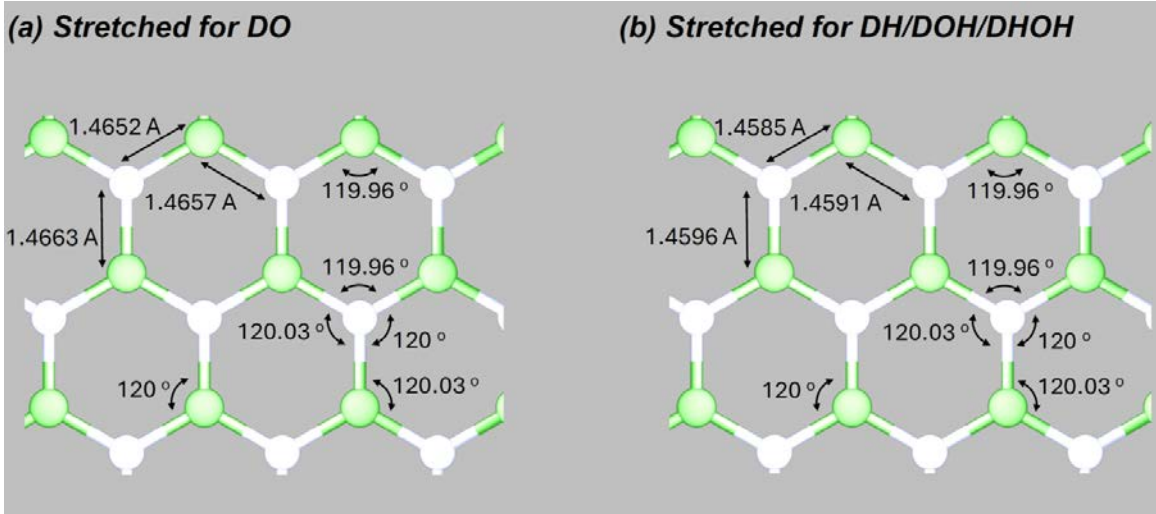 (a) Stretched for DO
(b) Stretched for DH/DOH/DHOH
1.4652 A
1.4657 A
119.96 °
1.4663 A
119.96 °
120.03 °
120 °
120 °
120.03 °
1.4585 A
1.4591 A
119.96 °
1.4596 A
119.96 °
120.03 °
120 °
120 °
120.03 °